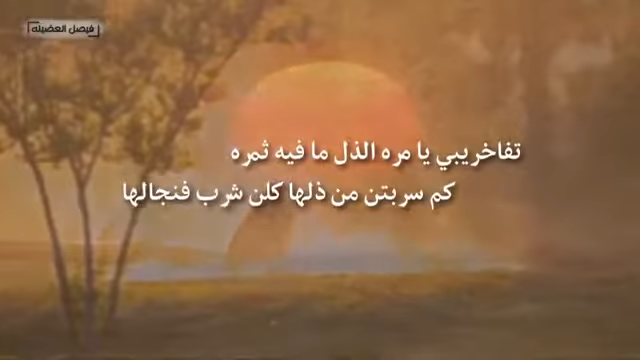 فيصل العضيله
تفاخريبي يا مره الذل ما فيه ثمره
كم سربتن من ذلها كلن شرب فنجالها